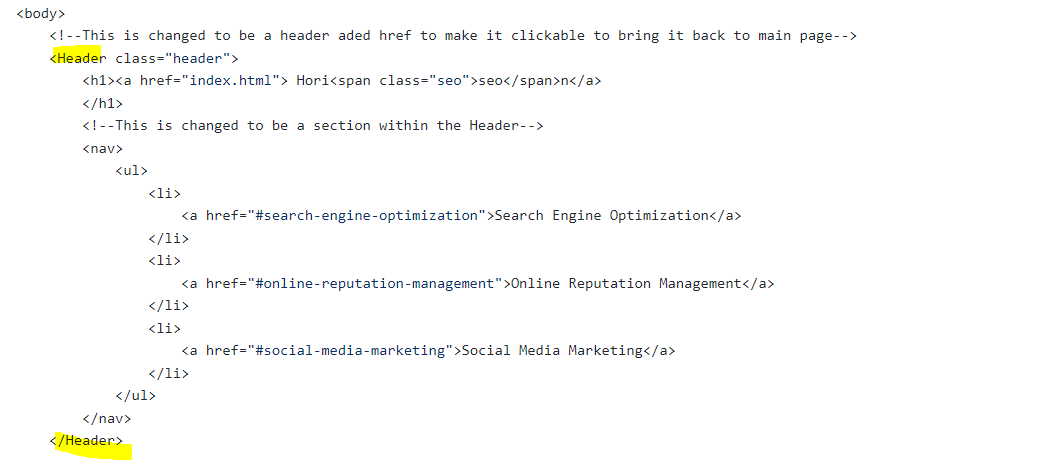 <body>
<!--This is changed to be a header aded href to make it clickable to bring it back to main page-->
<Header class="header">
<h1><a href="index.html"> Hori<span class="seo">seo</span>n</a>
</h1>
<!--This is changed to be a section within the Header-->
<nav>
<ul>
<li>
<a href="#search-engine-optimization">Search Engine Optimization</a>
</li>
<li>
<a href="#online-reputation-management">Online Reputation Management</a>
</li>
<li>
<a href="#social-media-marketing">Social Media Marketing</a>
</li>
</ul>
</nav>
</Header>